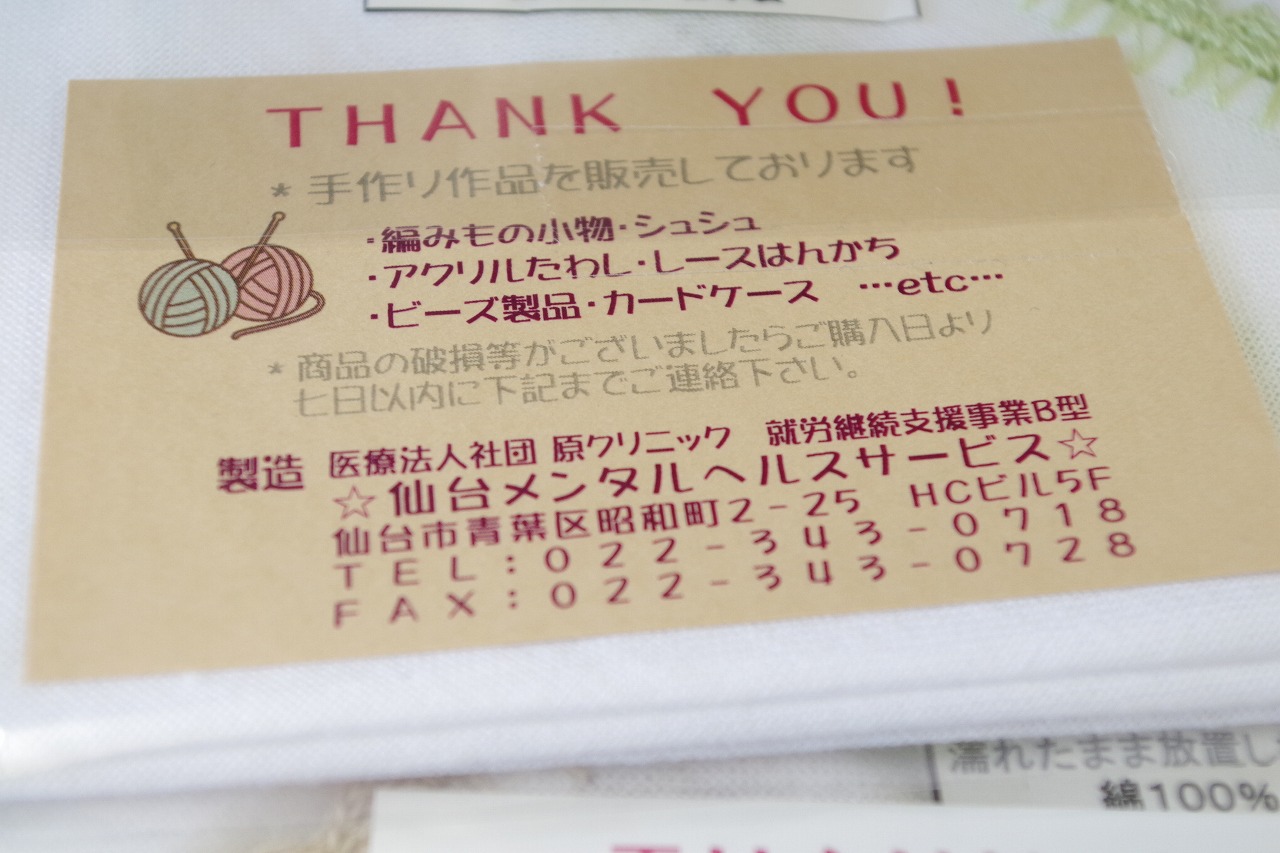 THANK YOU!
* 手作り作品を販売しております
・編みもの小物・シュシュ
・アクリルたわし・レースはんかち
・ビーズ製品・カードケース …etc…
* 商品の破損等がございましたらご購入日より
七日以内に下記までご連絡下さい。
製造 医療法人社団 原クリニック 就労継続支援事業B型
☆仙台メンタルヘルスサービス☆
仙台市青葉区昭和町2-25 HCビル5F
TEL:022-343-0718
FAX:022-343-0728
濡れたまま放置し
綿100%